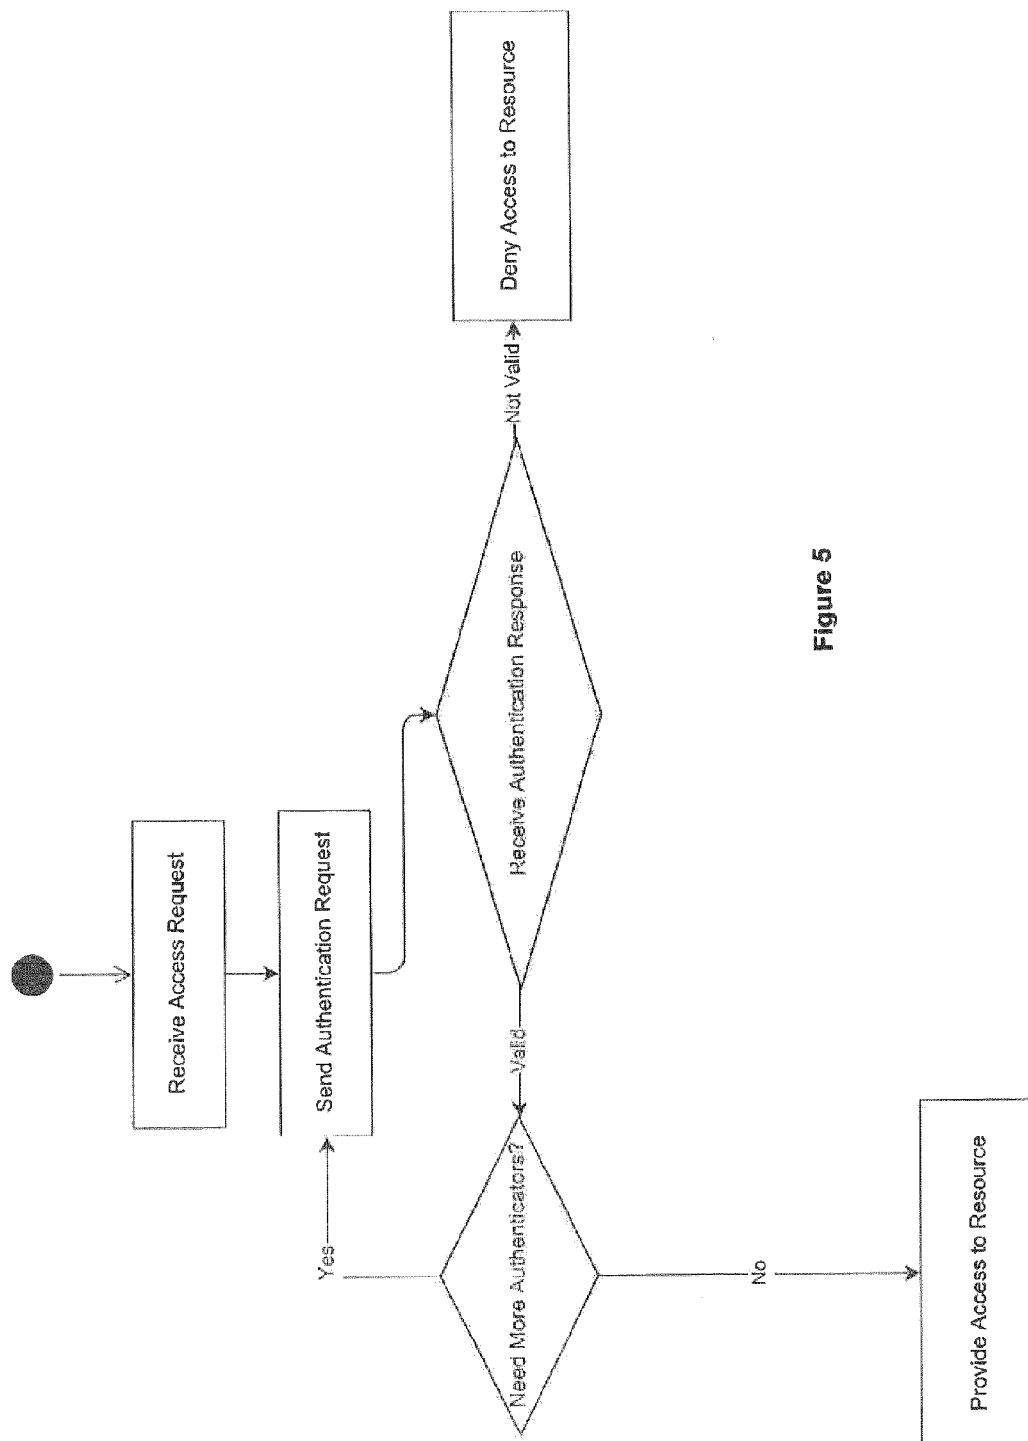 Receive Access Request
Send Authentication Request
Yes
Need More Authenticators?
Valid
Receive Authentication Response
Not Valid
Deny Access to Resource
No
Provide Access to Resource
Figure 5